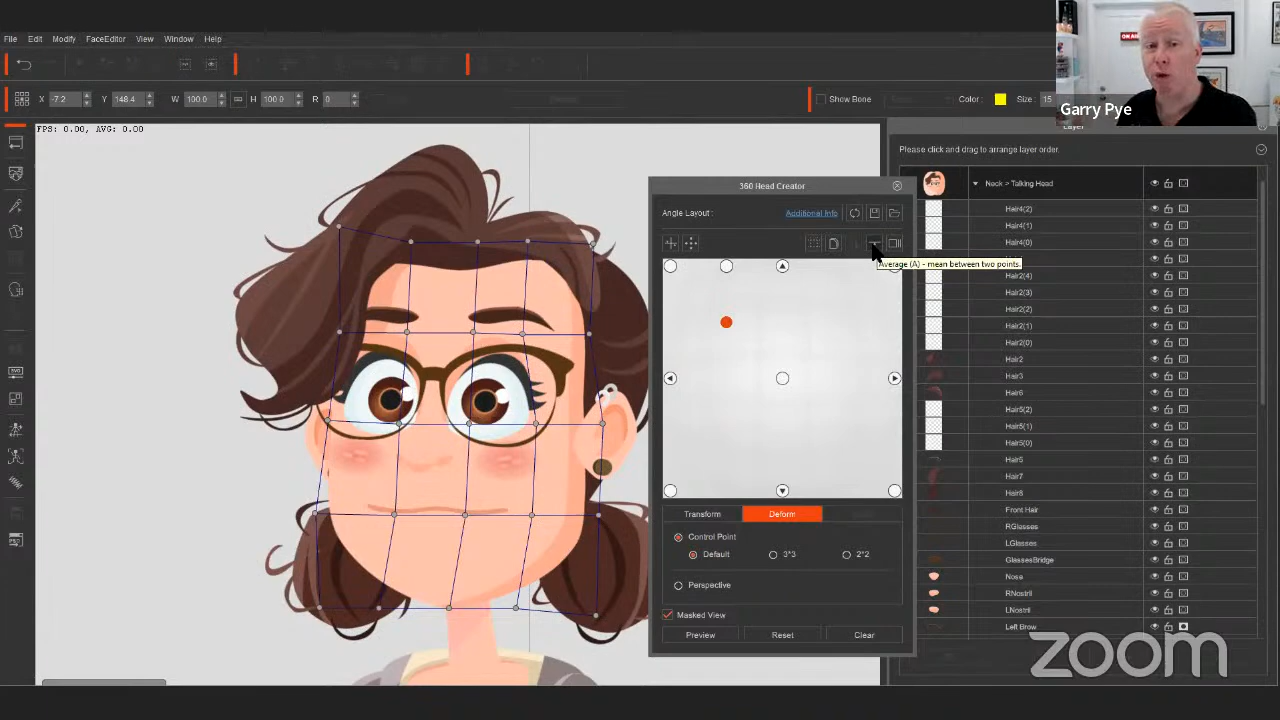 File Edit Modify FaceEditor View Window Help
X -7.2 Y 148.4 W 100.0 H 100.0 R 0
Show Bone Color: Size: 15
Garry Pye
FPS: 0.00, AVG: 0.00
Layer
Please click and drag to arrange layer order.
Neck > Talking Head
Hair4(2)
Hair4(1)
Hair4(0)
Hair2(4)
Hair2(3)
Hair2(2)
Hair2(1)
Hair2(0)
Hair2
Hair3
Hair6
Hair5(2)
Hair5(1)
Hair5(0)
Hair5
Hair7
Hair8
Front Hair
RGlasses
LGlasses
GlassesBridge
Nose
RNostril
LNostril
Left Brow
360 Head Creator
Angle Layout :
Additional Info
Average (A) - mean between two points.
Transform
Deform
Control Point
Default 3*3 2*2
Perspective
Masked View
Preview Reset Clear
zoom